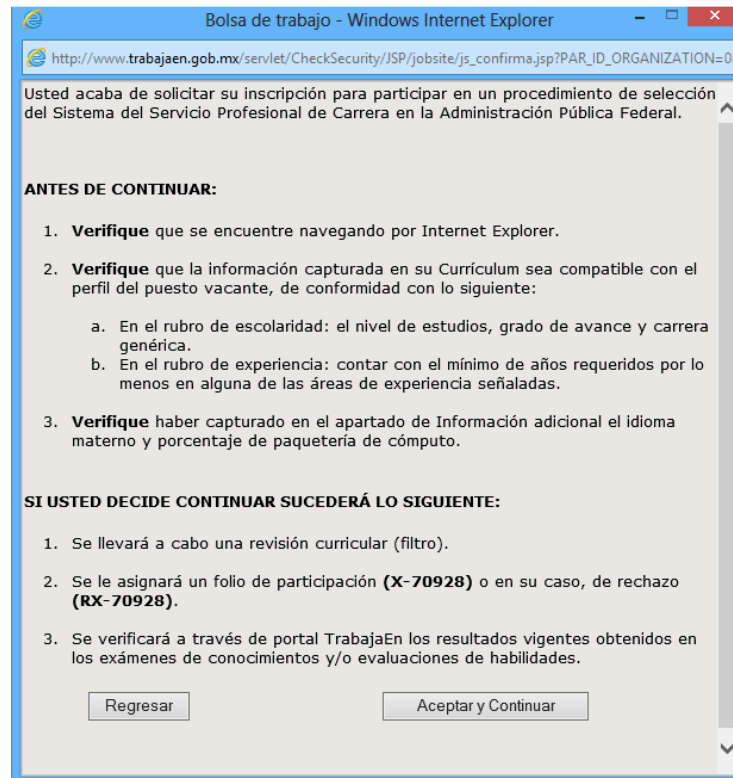 Bolsa de trabajo - Windows Internet Explorer
http://www.trabajaen.gob.mx/servlet/CheckSecurity/JSP/jobsite/js_confirma.jsp?PAR_ID_ORGANIZATION=0
Usted acaba de solicitar su inscripción para participar en un procedimiento de selección
del Sistema del Servicio Profesional de Carrera en la Administración Pública Federal.
ANTES DE CONTINUAR:
1. Verifique que se encuentre navegando por Internet Explorer.
2. Verifique que la información capturada en su Currículum sea compatible con el
perfil del puesto vacante, de conformidad con lo siguiente:
a. En el rubro de escolaridad: el nivel de estudios, grado de avance y carrera
genérica.
b. En el rubro de experiencia: contar con el mínimo de años requeridos por lo
menos en alguna de las áreas de experiencia señaladas.
3. Verifique haber capturado en el apartado de Información adicional el idioma
materno y porcentaje de paquetería de cómputo.
SI USTED DECIDE CONTINUAR SUCEDERÁ LO SIGUIENTE:
1. Se llevará a cabo una revisión curricular (filtro).
2. Se le asignará un folio de participación (X-70928) o en su caso, de rechazo
(RX-70928).
3. Se verificará a través de portal TrabajaEn los resultados vigentes obtenidos en
los exámenes de conocimientos y/o evaluaciones de habilidades.
Regresar Aceptar y Continuar